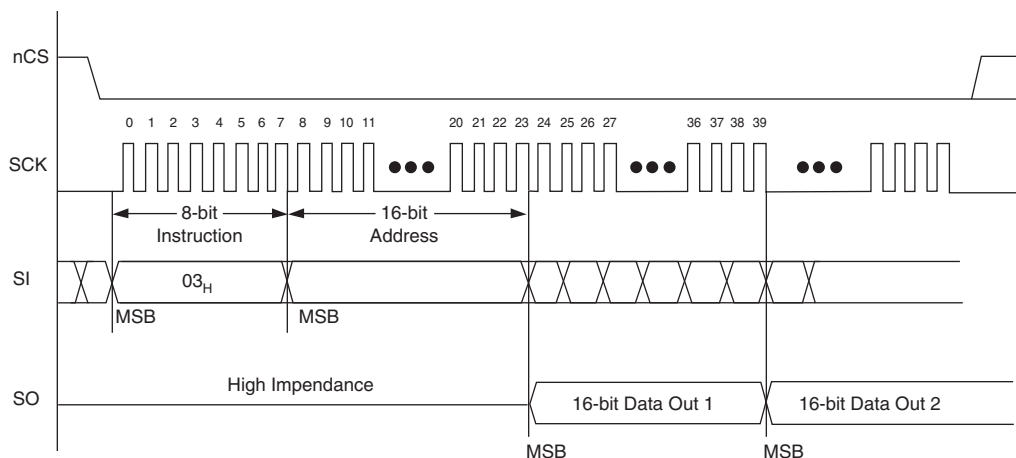 nCS
0 1 2 3 4 5 6 7 8 9 10 11 20 21 22 23 24 25 26 27 36 37 38 39
SCK
8-bit
Instruction
16-bit
Address
SI
03H
MSB
MSB
High Impendance
SO
16-bit Data Out 1
16-bit Data Out 2
MSB
MSB